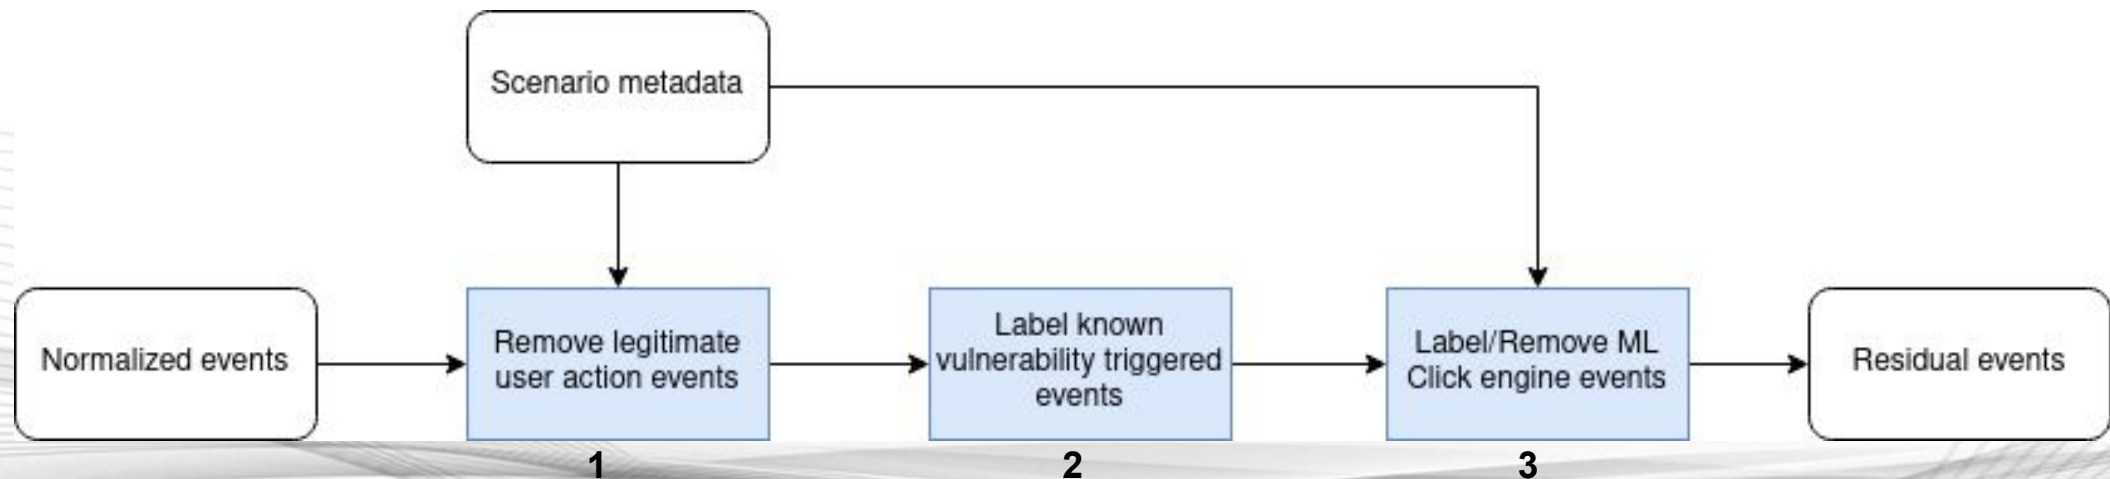 Scenario metadata
Normalized events
Remove legitimate
user action events
Label known
vulnerability triggered
events
Label/Remove ML
Click engine events
Residual events
1
2
3